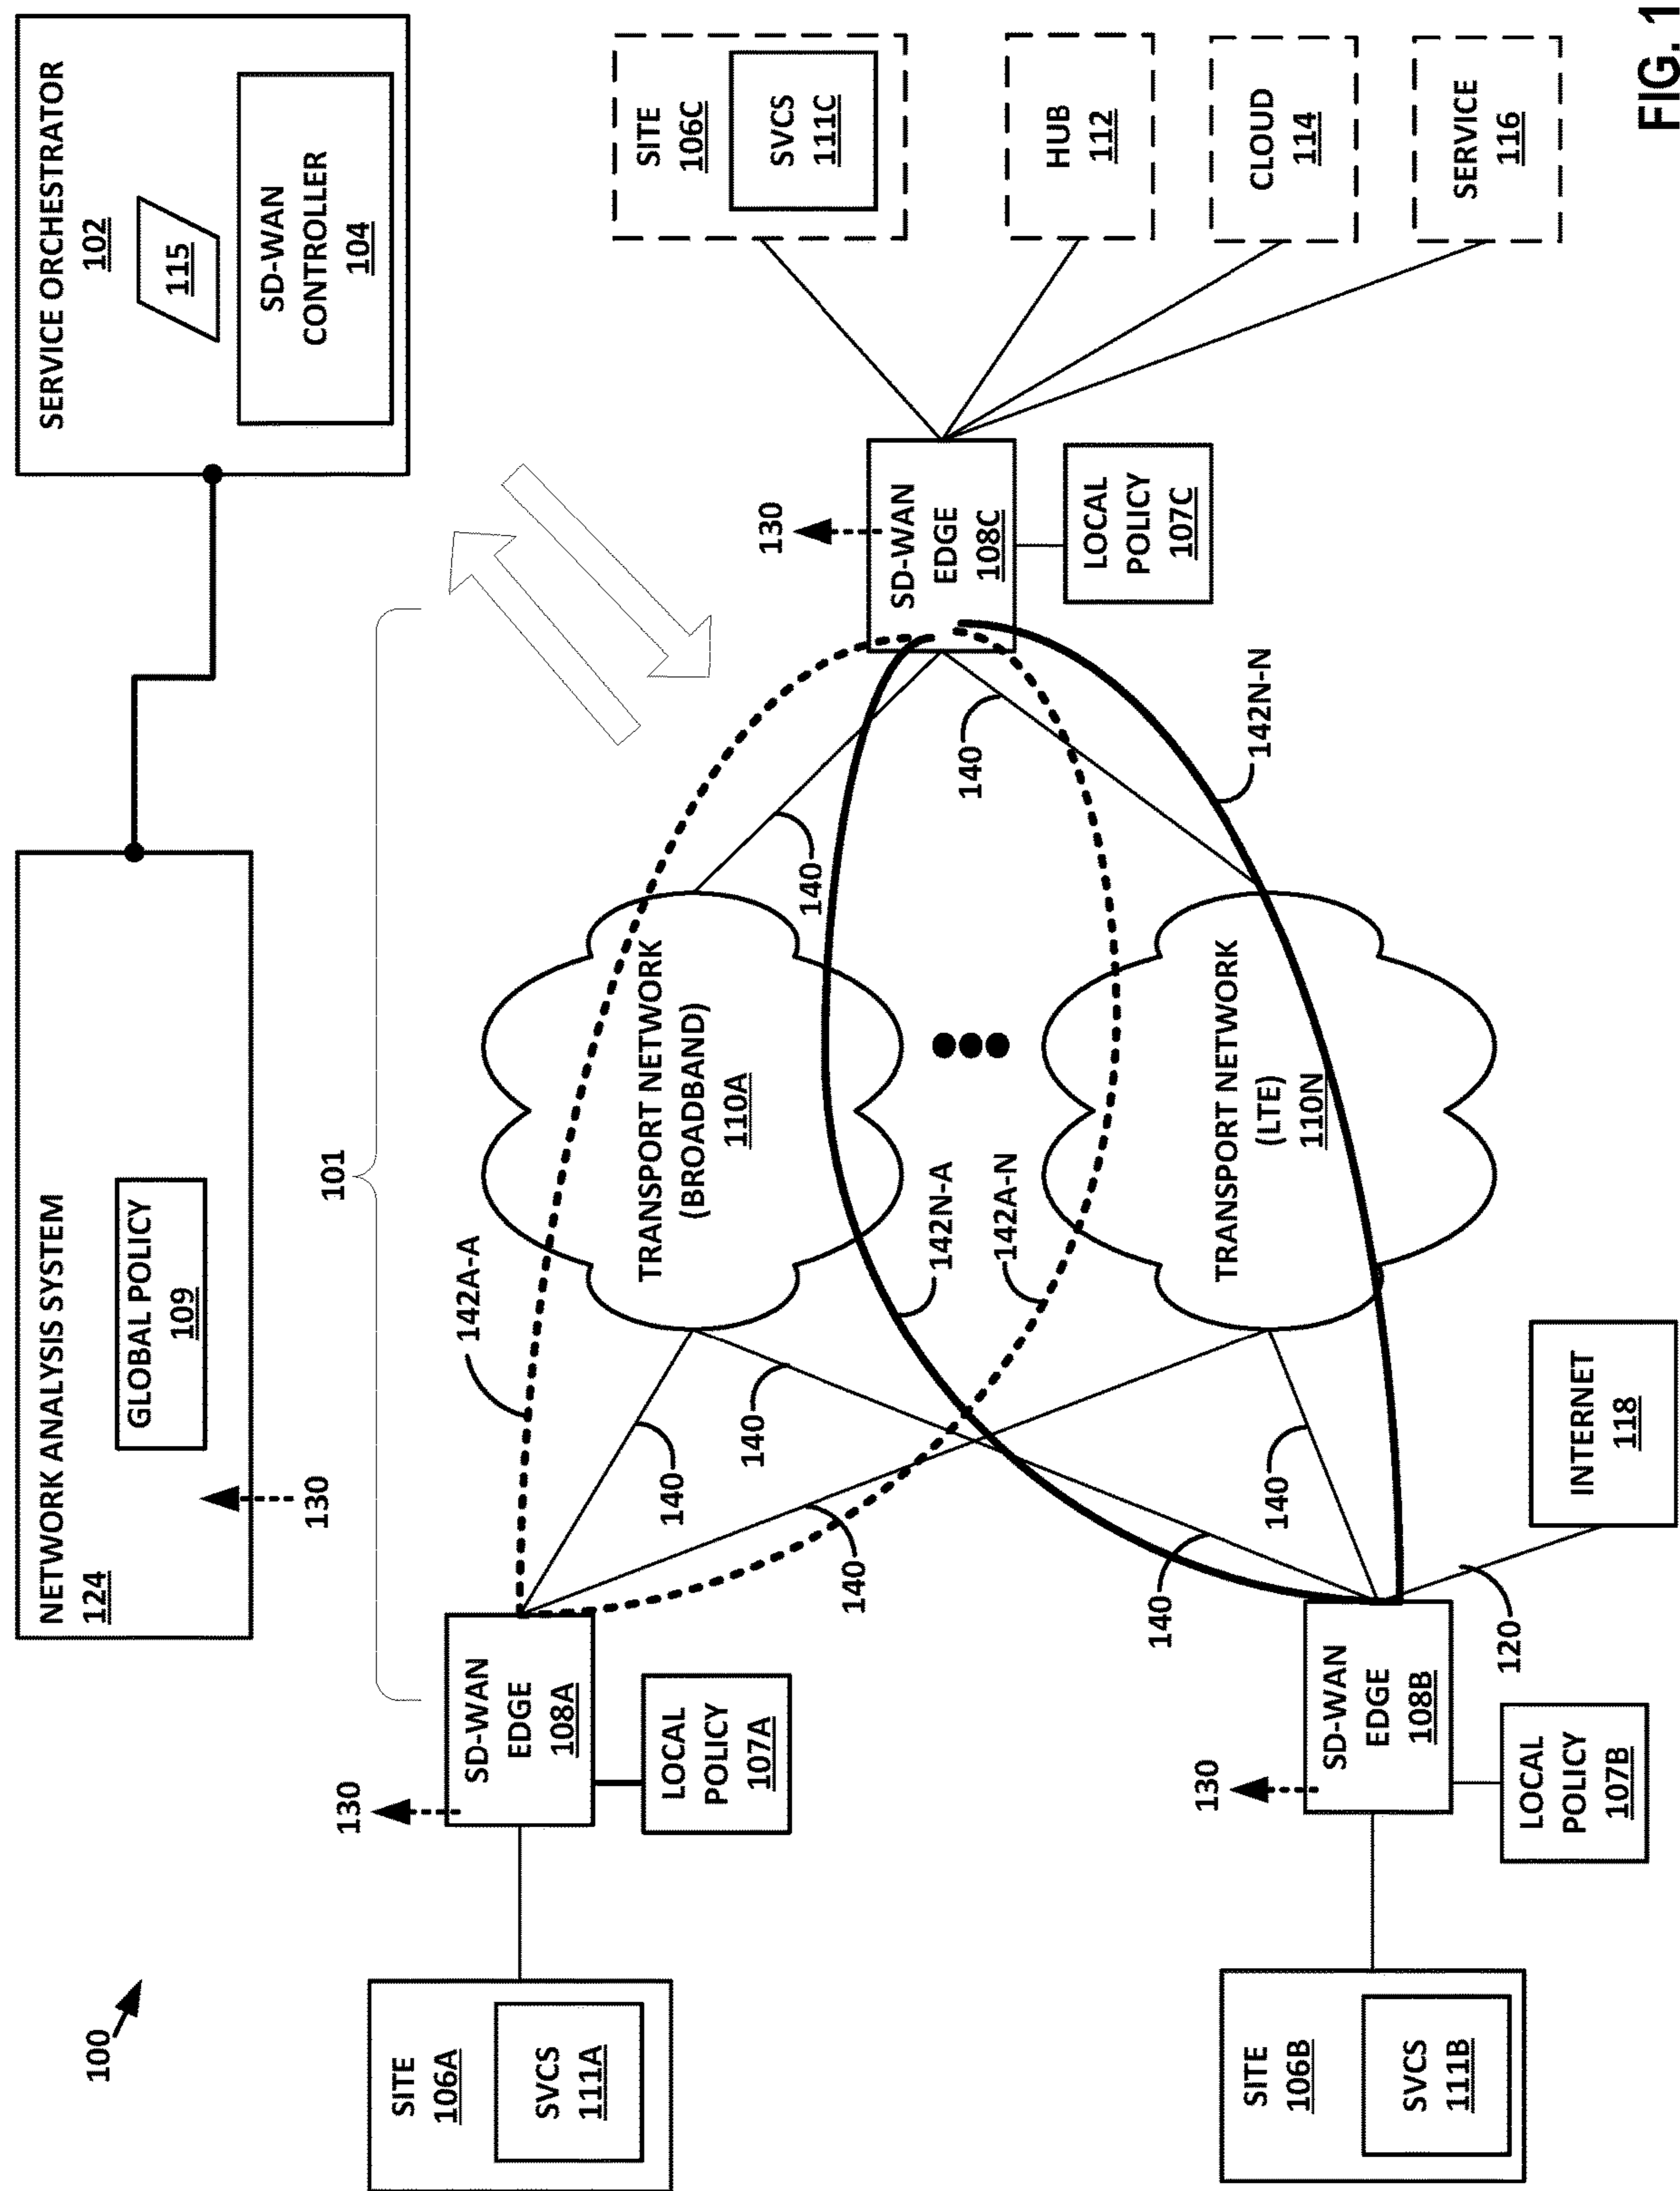 100
NETWORK ANALYSIS SYSTEM
124
GLOBAL POLICY
109
130
SERVICE ORCHESTRATOR
102
115
SD-WAN
CONTROLLER
104
101
SITE
106A
SVCS
111A
130
SD-WAN
EDGE
108A
LOCAL
POLICY
107A
142A-A
140
140
140
TRANSPORT NETWORK
(BROADBAND)
110A
140
142N-A
142A-N
TRANSPORT NETWORK
(LTE)
110N
140
142N-N
130
SD-WAN
EDGE
108C
LOCAL
POLICY
107C
SITE
106C
SVCS
111C
HUB
112
CLOUD
114
SERVICE
116
SITE
106B
SVCS
111B
130
SD-WAN
EDGE
108B
LOCAL
POLICY
107B
140
140
120
INTERNET
118
FIG. 1